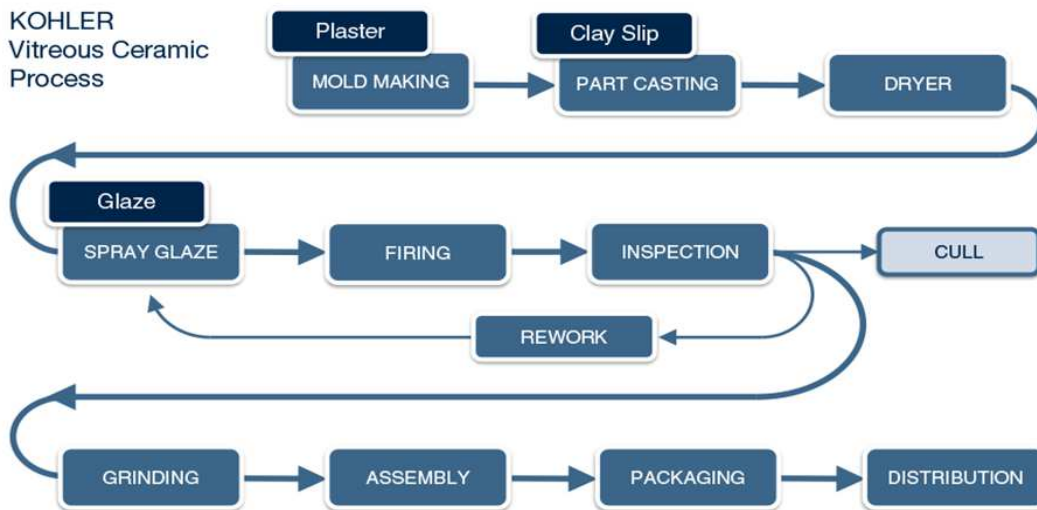 KOHLER
Vitreous Ceramic
Process
Plaster
MOLD MAKING
Clay Slip
PART CASTING
DRYER
Glaze
SPRAY GLAZE
FIRING
INSPECTION
CULL
REWORK
GRINDING
ASSEMBLY
PACKAGING
DISTRIBUTION